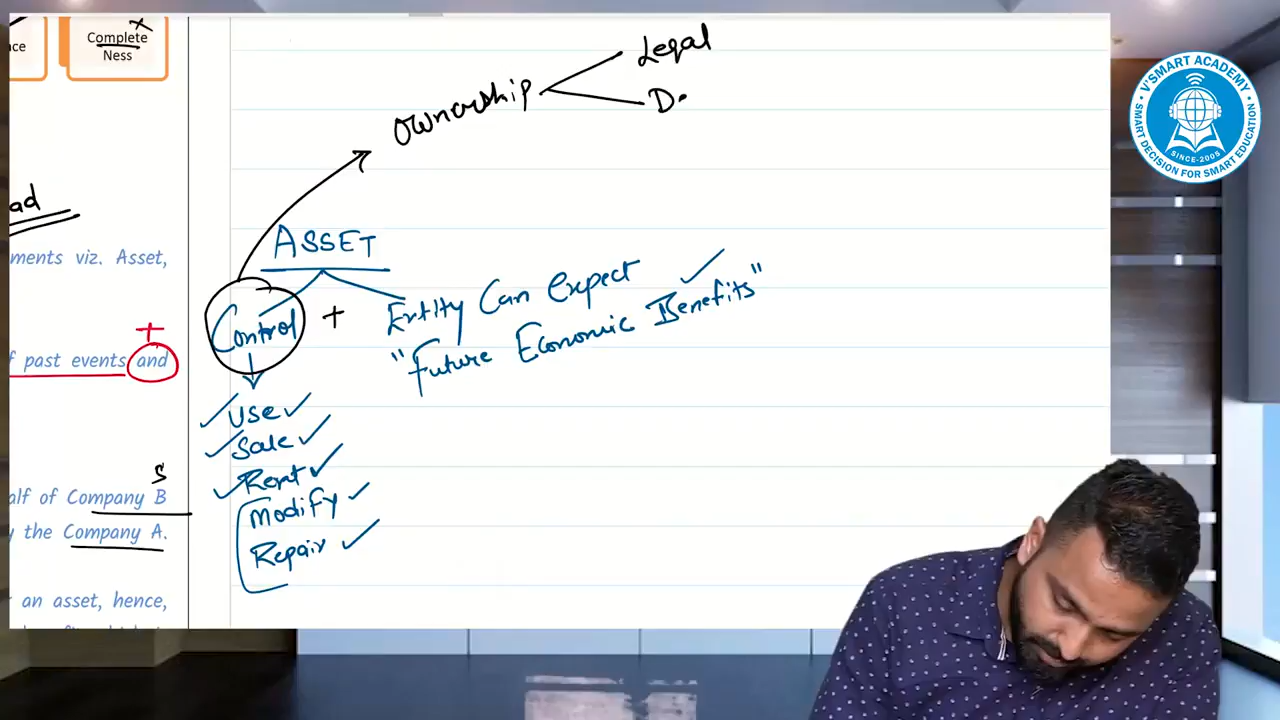 ce
Complete
Ness
x
Legal
Ownership
D.
V'SMART ACADEMY
SINCE-2005
SMART DECISION FOR SMART EDUCATION
ad
ments viz. Asset,
ASSET
Control + Entity Can Expect
"Future Economic Benefits"
+
f past events and
Use
Sale
Rent
Modify
Repair
S
alf of Company B
y the Company A.
r an asset, hence,